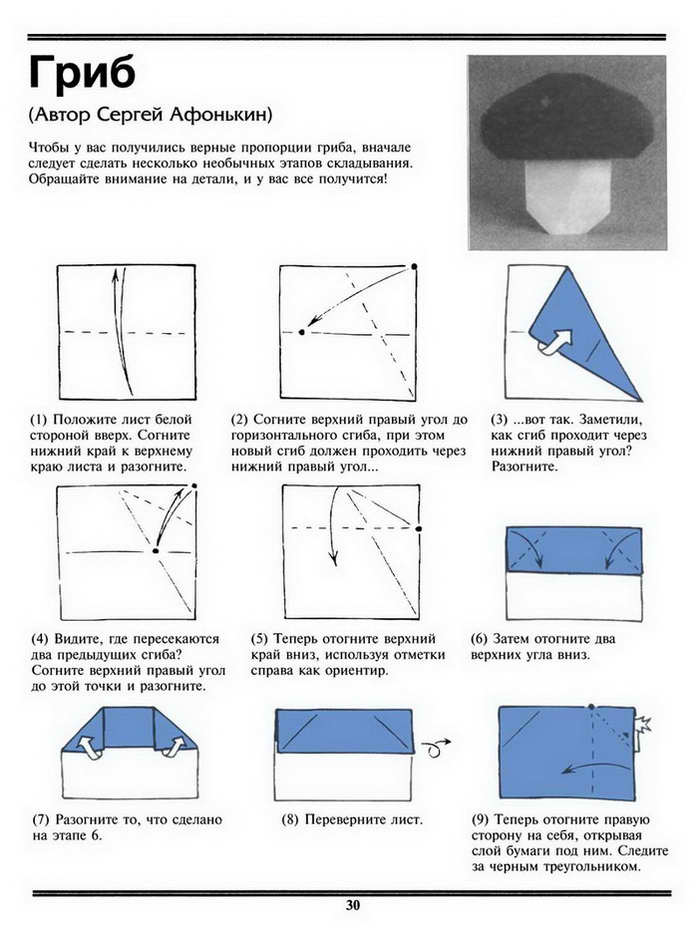 Гриб
(Автор Сергей Афонькин)
Чтобы у вас получились верные пропорции гриба, вначале
следует сделать несколько необычных этапов складывания.
Обращайте внимание на детали, и у вас все получится!
(1) Положите лист белой
стороной вверх. Согните
нижний край к верхнему
краю листа и разогните.
(2) Согните верхний правый угол до
горизонтального сгиба, при этом
новый сгиб должен проходить через
нижний правый угол...
(3) ...вот так. Заметили,
как сгиб проходит через
нижний правый угол?
Разогните.
(4) Видите, где пересекаются
два предыдущих сгиба?
Согните верхний правый угол
до этой точки и разогните.
(5) Теперь отогните верхний
край вниз, используя отметки
справа как ориентир.
(6) Затем отогните два
верхних угла вниз.
(7) Разогните то, что сделано
на этапе 6.
(8) Переверните лист.
(9) Теперь отогните правую
сторону на себя, открывая
слой бумаги под ним. Следите
за черным треугольником.
30